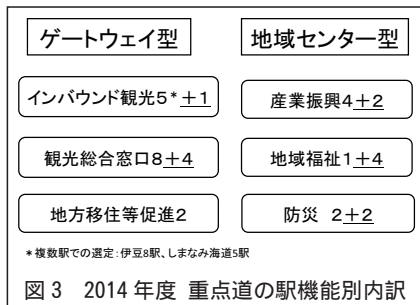 ゲートウェイ型
地域センター型
インバウンド観光5*+1
産業振興4+2
観光総合窓口8+4
地域福祉1+4
地方移住等促進2
防災 2+2
*複数駅での選定:伊豆8駅、しまなみ海道5駅
図3 2014年度 重点道の駅機能別内訳